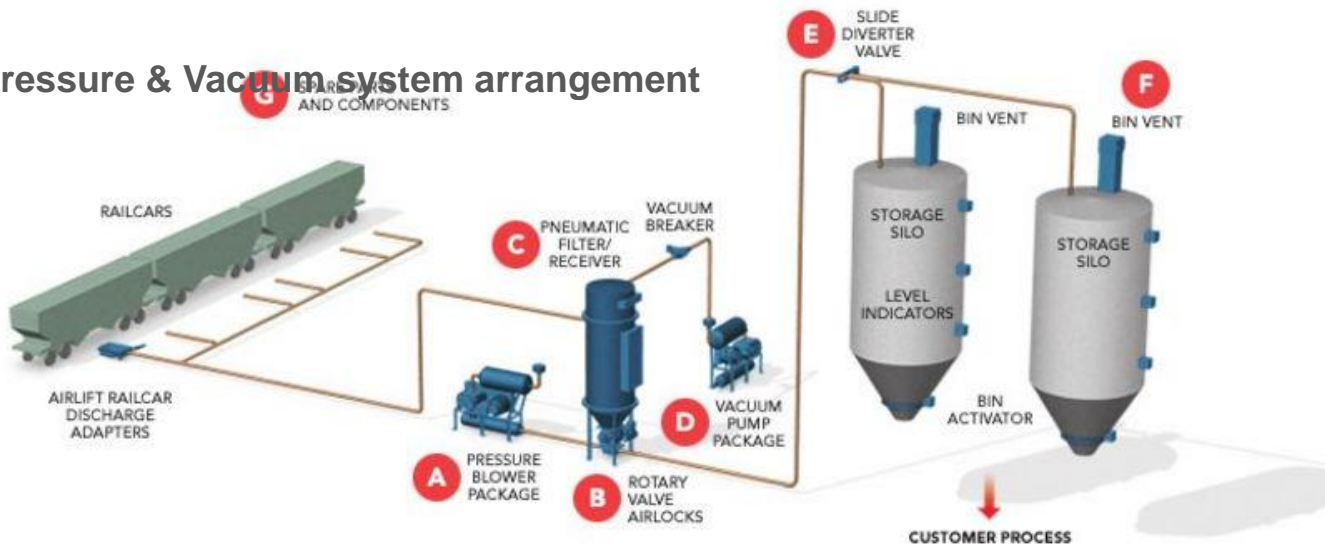 E
SLIDE
DIVERTER
VALVE
ressure & Vacuum system arrangement
G
SPARE PARTS
AND COMPONENTS
F
BIN VENT
BIN VENT
RAILCARS
C
PNEUMATIC
FILTER/
RECEIVER
VACUUM
BREAKER
STORAGE
SILO
STORAGE
SILO
LEVEL
INDICATORS
AIRLIFT RAILCAR
DISCHARGE
ADAPTERS
BIN
ACTIVATOR
D
VACUUM
PUMP
PACKAGE
A
PRESSURE
BLOWER
PACKAGE
B
ROTARY
VALVE
AIRLOCKS
CUSTOMER PROCESS